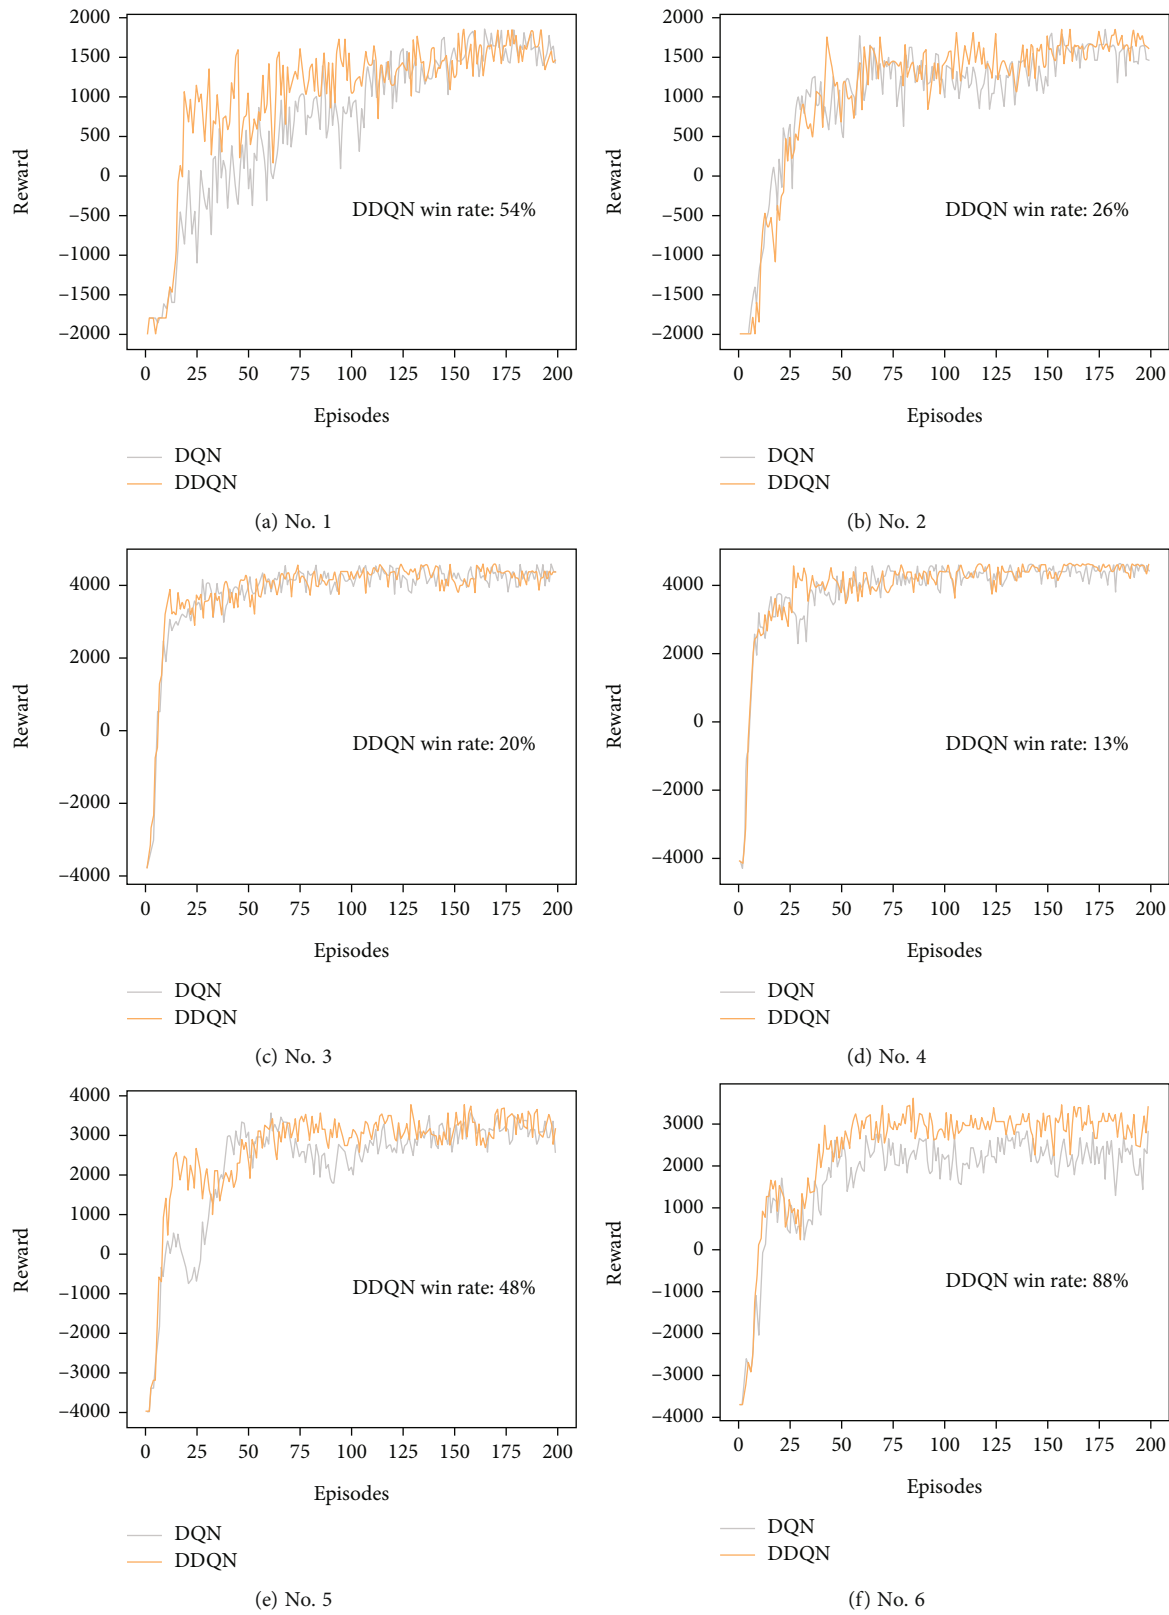 2000
1500
1000
500
0
–500
–1000
–1500
–2000
Reward
DDQN win rate: 54%
0 25 50 75 100 125 150 175 200
Episodes
DQN
DDQN
(a) No. 1
2000
1500
1000
500
0
–500
–1000
–1500
–2000
Reward
DDQN win rate: 26%
0 25 50 75 100 125 150 175 200
Episodes
DQN
DDQN
(b) No. 2
4000
2000
0
–2000
–4000
Reward
DDQN win rate: 20%
0 25 50 75 100 125 150 175 200
Episodes
DQN
DDQN
(c) No. 3
4000
2000
0
–2000
–4000
Reward
DDQN win rate: 13%
0 25 50 75 100 125 150 175 200
Episodes
DQN
DDQN
(d) No. 4
4000
3000
2000
1000
0
–1000
–2000
–3000
–4000
Reward
DDQN win rate: 48%
0 25 50 75 100 125 150 175 200
Episodes
DQN
DDQN
(e) No. 5
3000
2000
1000
0
–1000
–2000
–3000
–4000
Reward
DDQN win rate: 88%
0 25 50 75 100 125 150 175 200
Episodes
DQN
DDQN
(f) No. 6